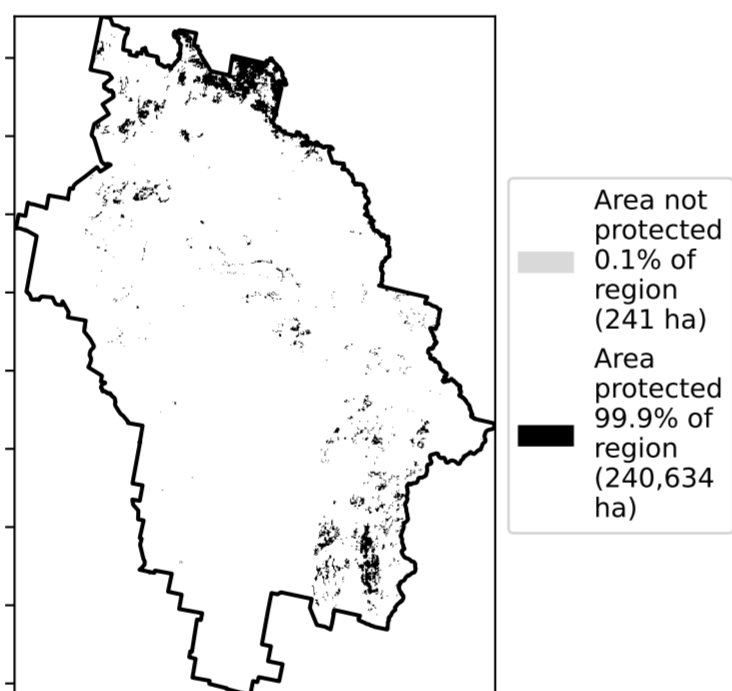 Area not
protected
0.1% of
region
(241 ha)
Area
protected
99.9% of
region
(240,634
ha)